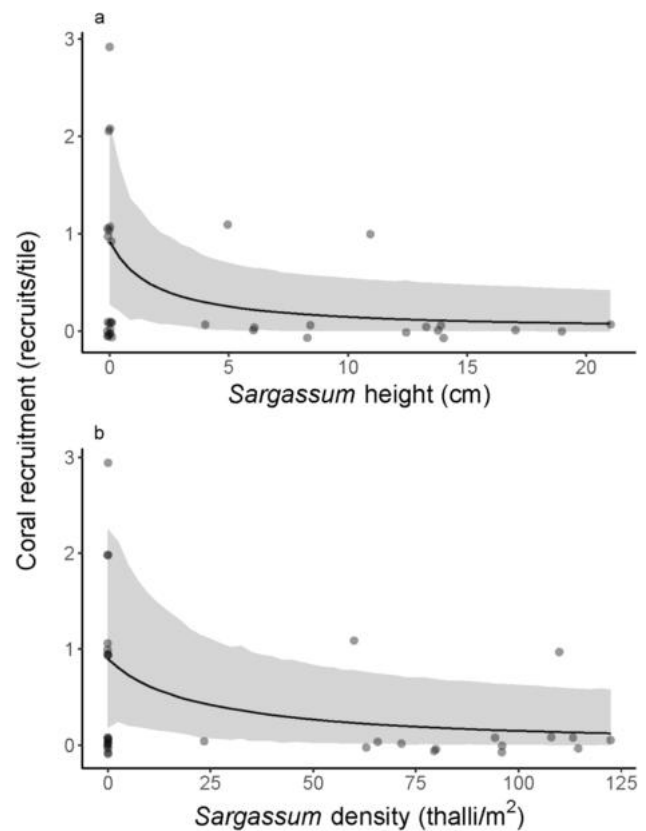 a
3
2
1
0
0 5 10 15 20
Sargassum height (cm)
Coral recruitment (recruits/tile)
b
3
2
1
0
0 25 50 75 100 125
Sargassum density (thalli/m²)